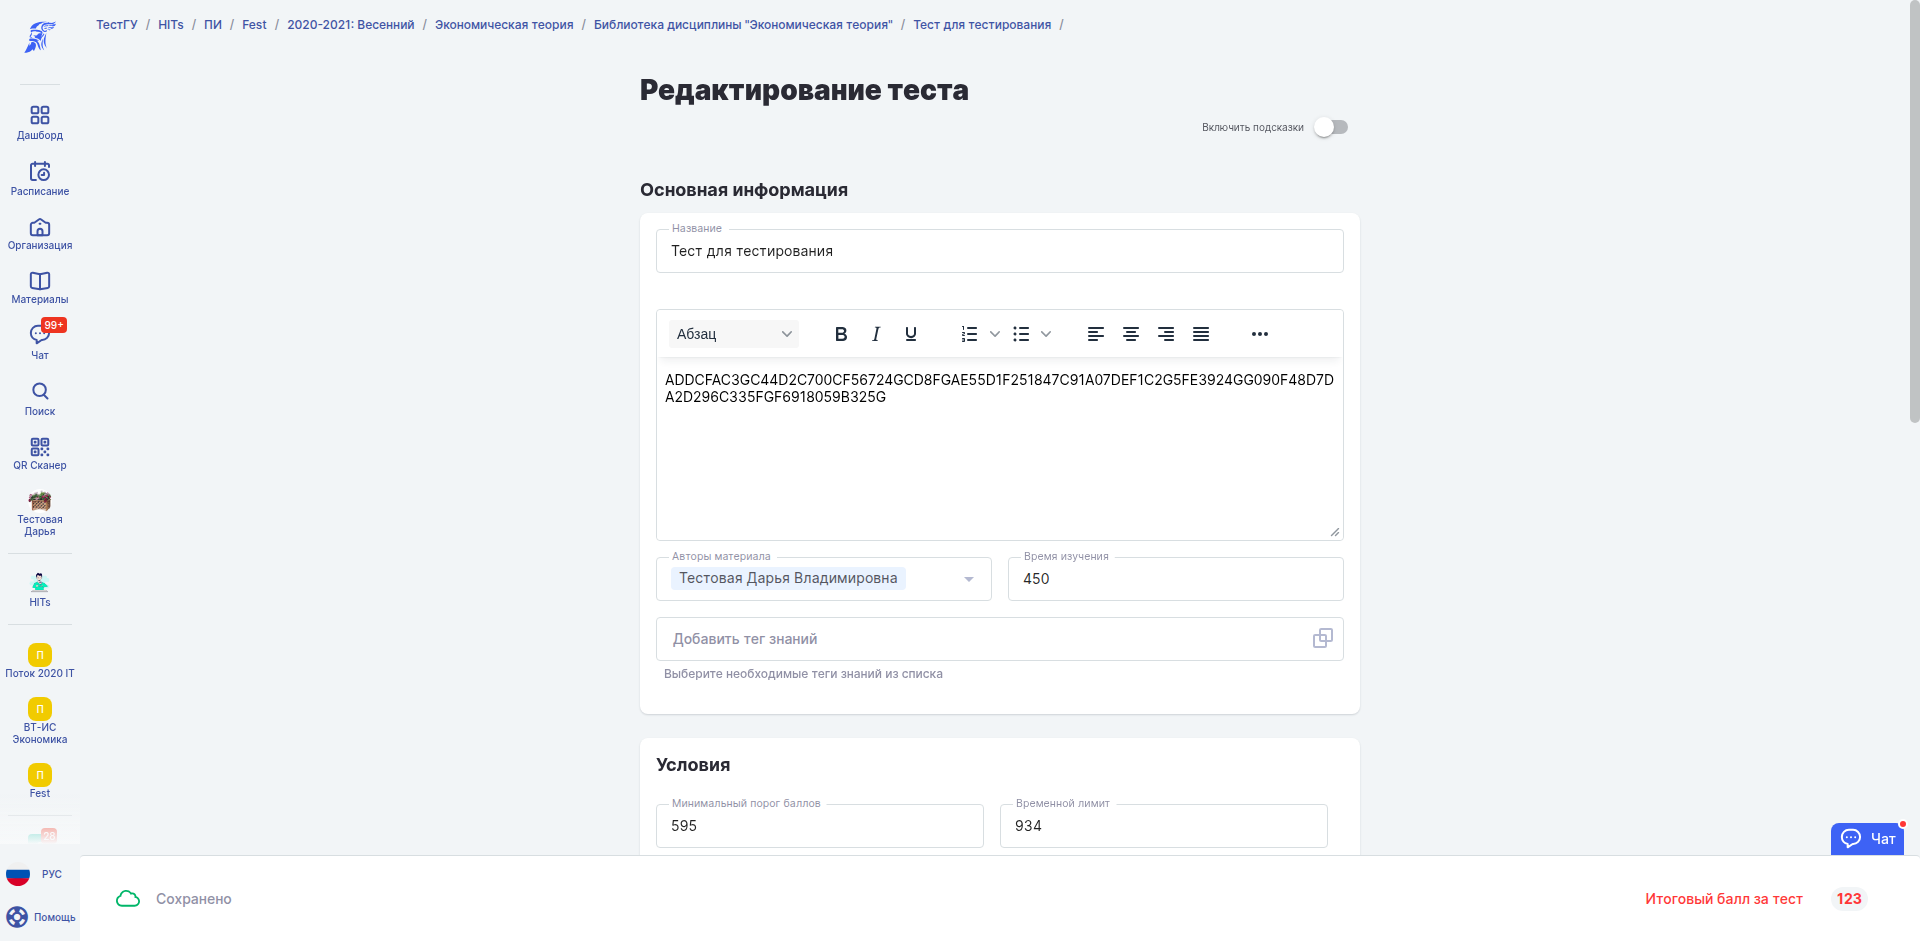 ТестГУ / HITs / ПИ / Fest / 2020-2021: Весенний / Экономическая теория / Библиотека дисциплины "Экономическая теория" / Тест для тестирования /
Дашборд
Расписание
Организация
Материалы
99+
Чат
Поиск
QR Сканер
Тестовая
Дарья
HITs
П
Поток 2020 IT
П
ВТ-ИС
Экономика
П
Fest
28
РУС
Помощь
Редактирование теста
Включить подсказки
Основная информация
Название
Тест для тестирования
Абзац
ADDCFAC3GC44D2C700CF56724GCD8FGAE55D1F251847C91A07DEF1C2G5FE3924GG090F48D7D
A2D296C335FGF6918059B325G
Авторы материала
Тестовая Дарья Владимировна
Время изучения
450
Добавить тег знаний
Выберите необходимые теги знаний из списка
Условия
Минимальный порог баллов
595
Временной лимит
934
Чат
Сохранено
Итоговый балл за тест 123